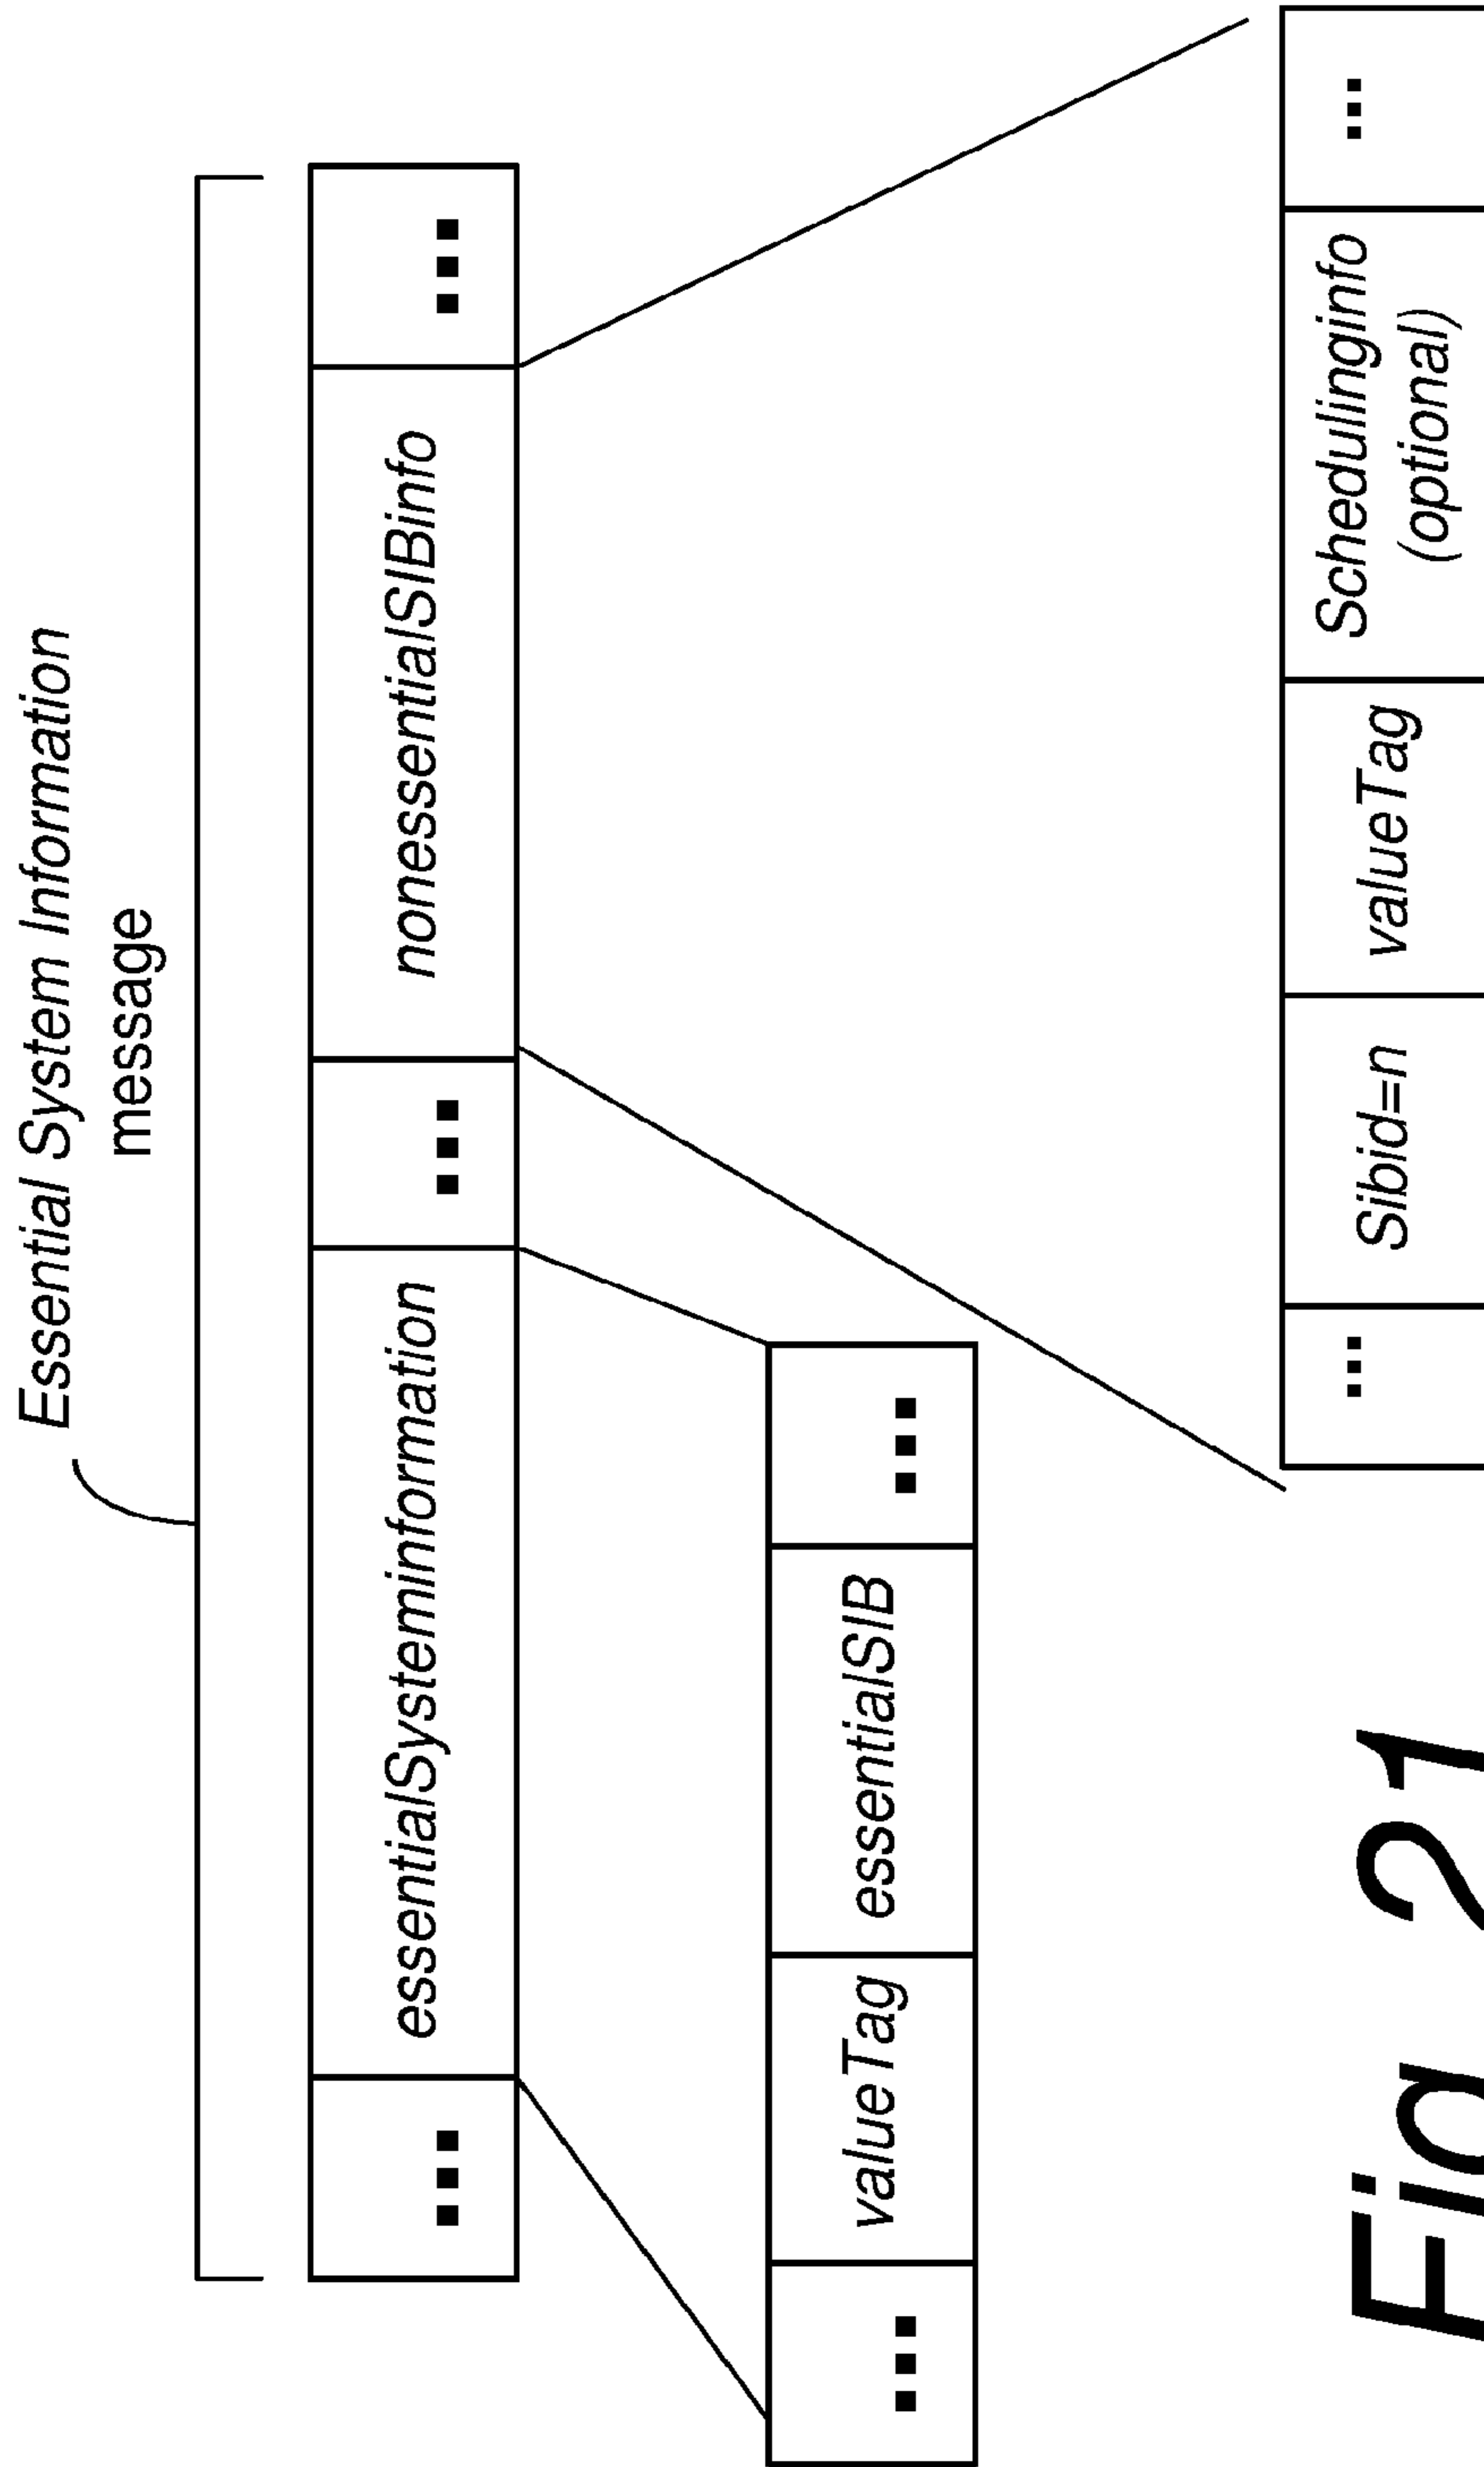 Essential System Information
message
... essentialSysteminformation ... nonessentialSIBinfo ...
... valueTag essentialSIB ...
... Sibid=n valueTag Schedulinginfo ...
(optional)
Fig 21